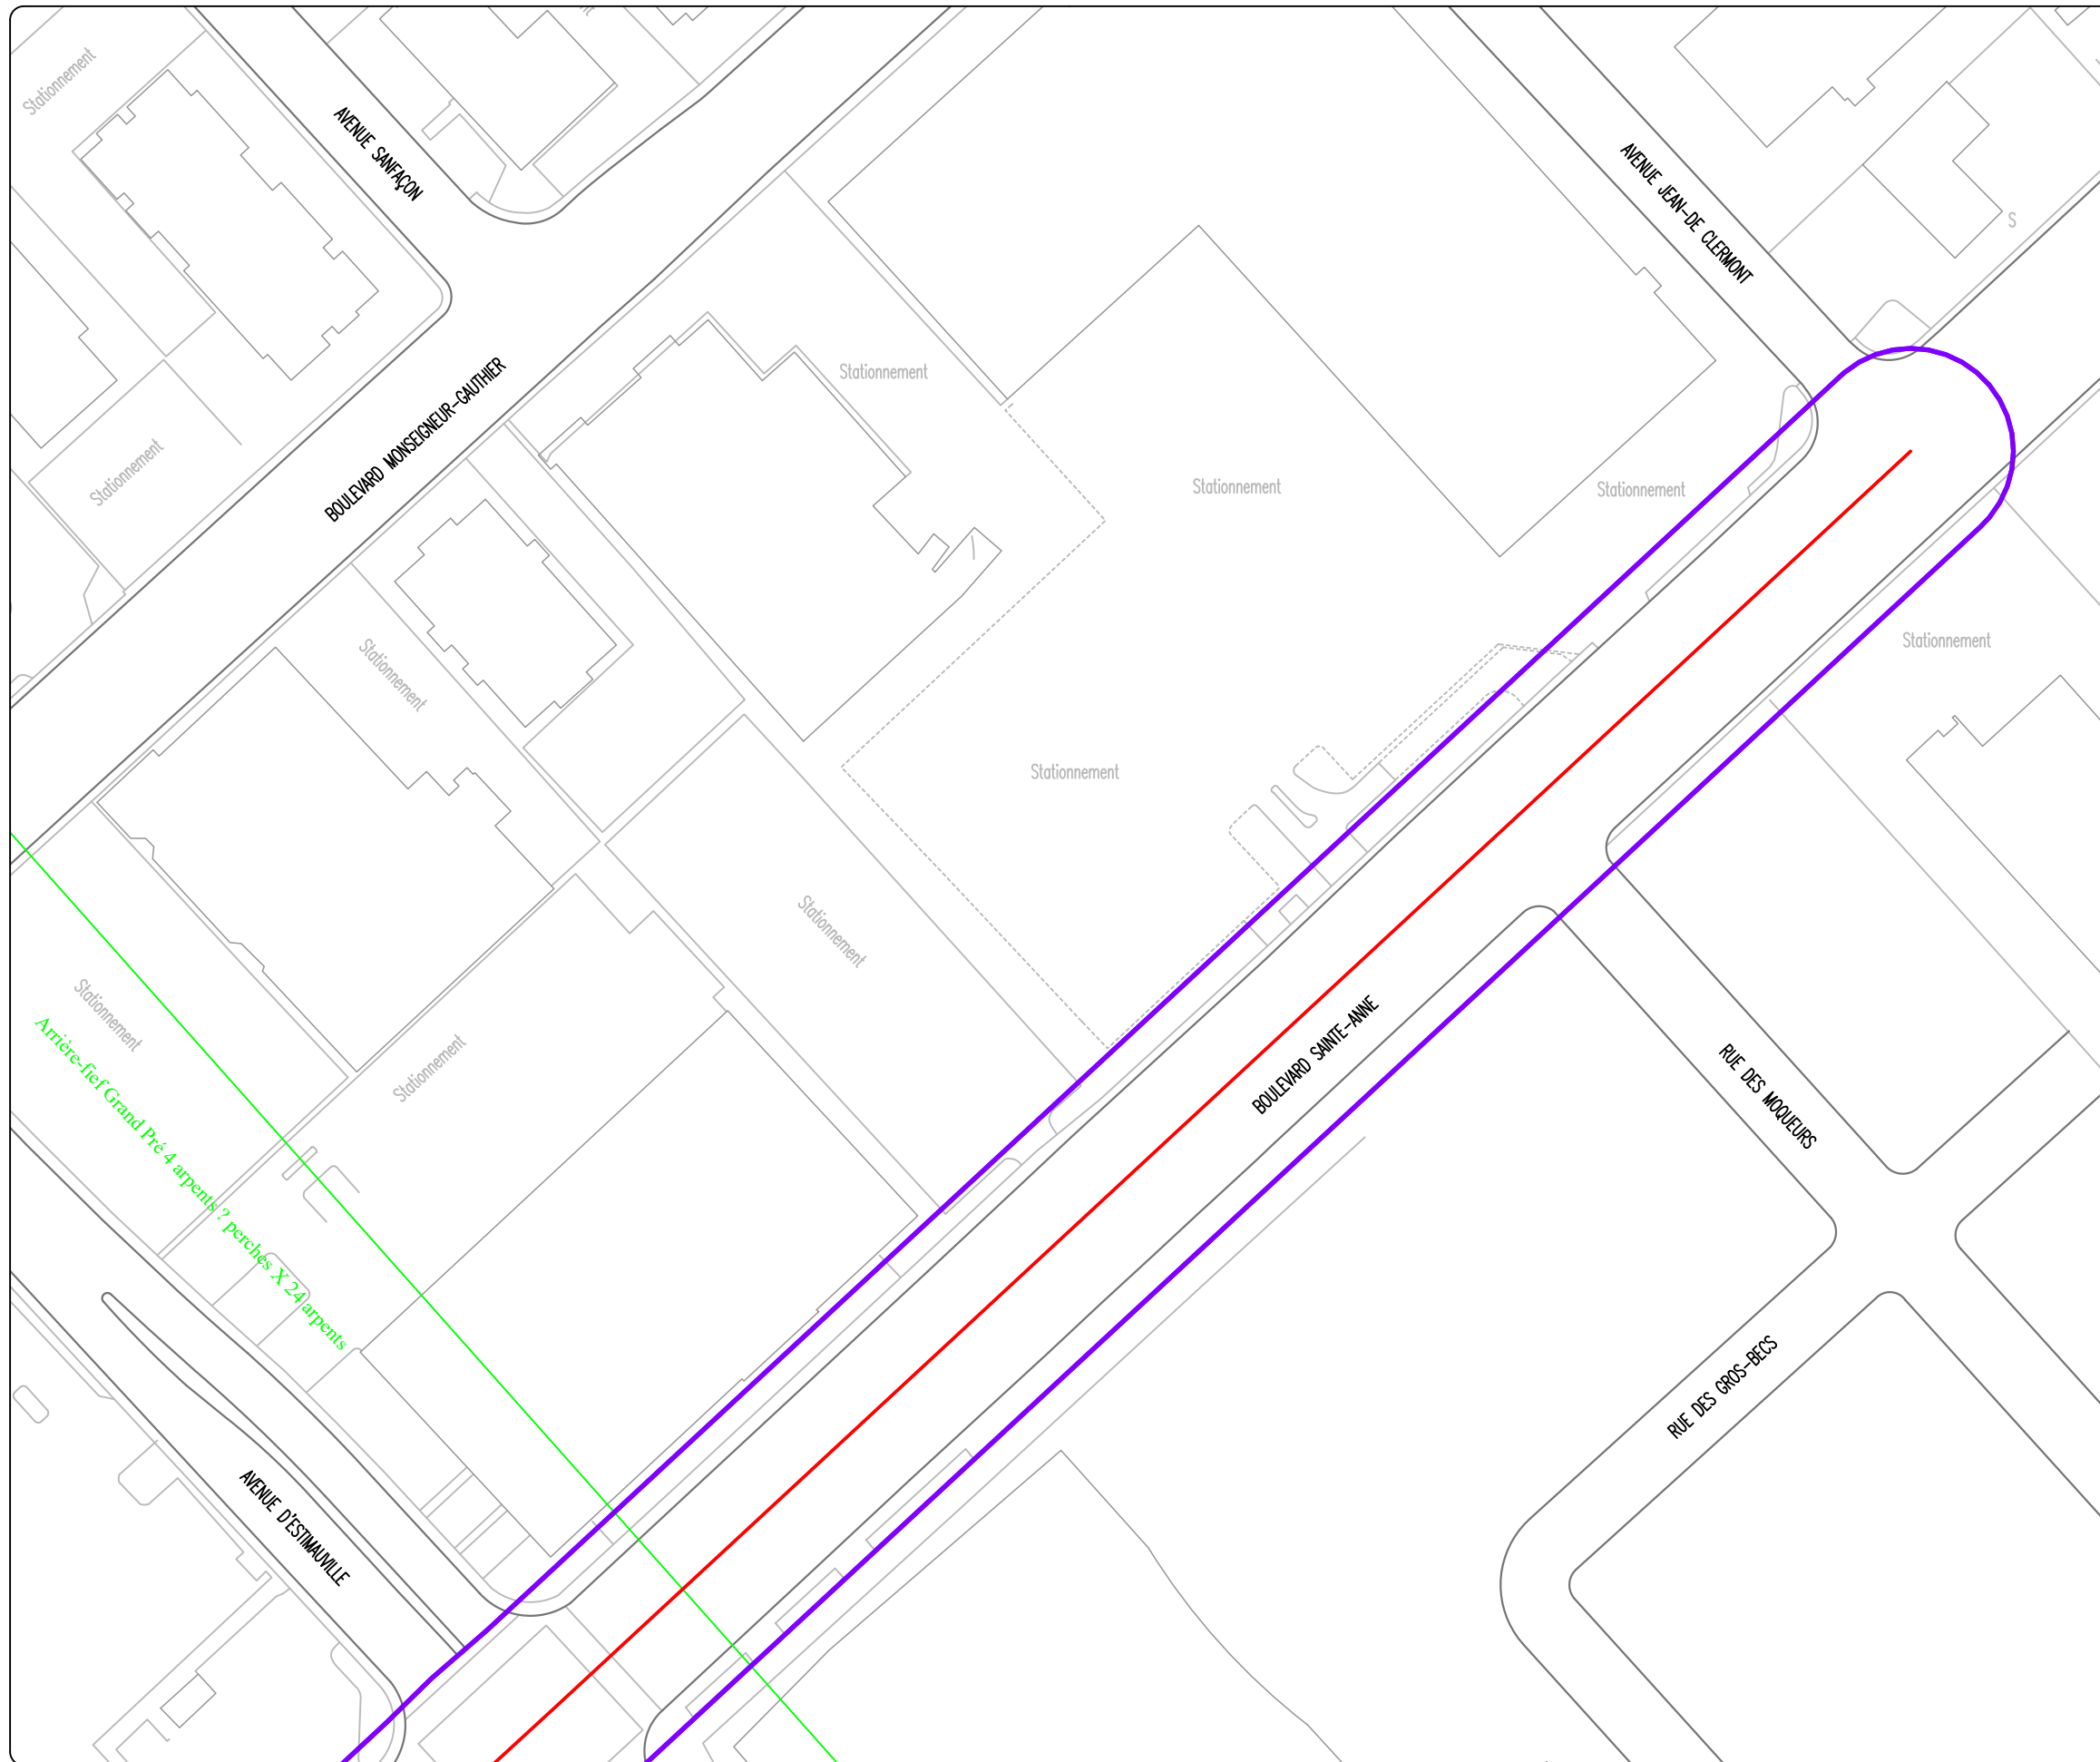 Stationnement
AVENUE SANFAÇON
AVENUE JEAN-DE CLERMONT
S
Stationnement
BOULEVARD MONSEIGNEUR-GAUTHIER
Stationnement
Stationnement
Stationnement
Stationnement
Stationnement
Stationnement
Stationnement
Stationnement
Arrière-fief Grand Pré 4 arpents ? perches X 24 arpents
Stationnement
BOULEVARD SAINTE-ANNE
RUE DES MOQUEURS
RUE DES GROS-BECS
AVENUE D'ESTIMAUVILLE